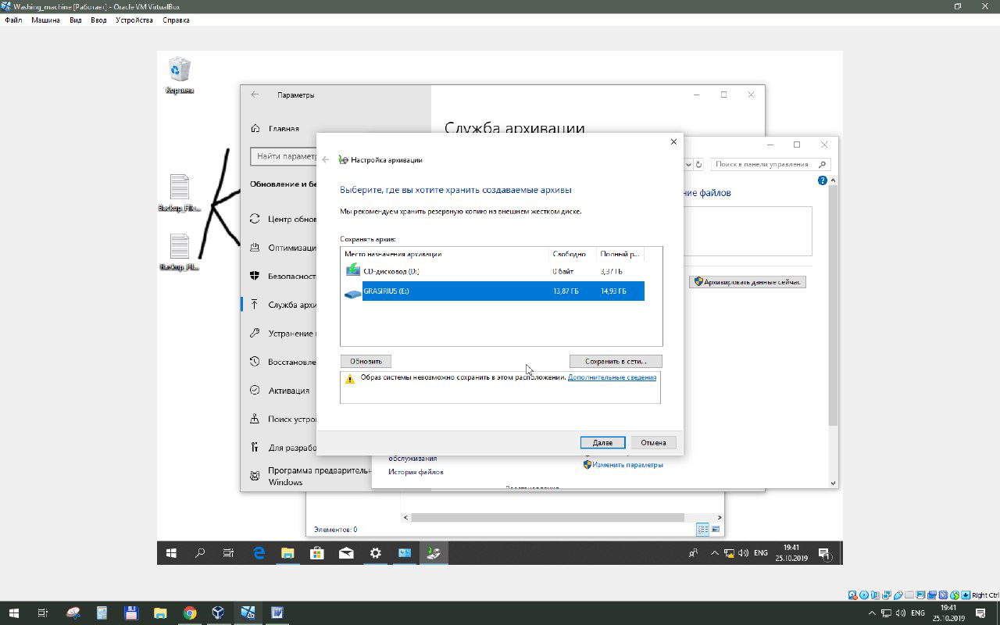 Washing_machine [Работает] - Oracle VM VirtualBox
Файл Машина Вид Ввод Устройства Справка
Корзина
Backup_File...
Backup_Fil...
Параметры
Главная
Служба архивации
Найти параметр
Обновление и бе
Центр обнов
Оптимизаци
Безопасност
Служба архи
Устранение
Восстановле
Активация
Поиск устро
Для разрабо
Программа предваритель
Windows
Поиск в панели управления
ние файлов
Архивировать данные сейчас
Настройка архивации
Выберите, где вы хотите хранить создаваемые архивы
Мы рекомендуем хранить резервную копию на внешнем жестком диске.
Сохранять архив:
Место назначения архивации Свободно Полный р...
CD-дисковод (D:) 0 байт 3,37 ГБ
GRASIRIUS (E:) 13,87 ГБ 14,93 ГБ
Обновить Сохранить в сети...
Образ системы невозможно сохранить в этом расположении. Дополнительные сведения
Далее Отмена
обслуживания
История файлов
Изменить параметры
Элементов: 0
ENG 19:41
25.10.2019
1
Right Ctrl
ENG 19:41
25.10.2019